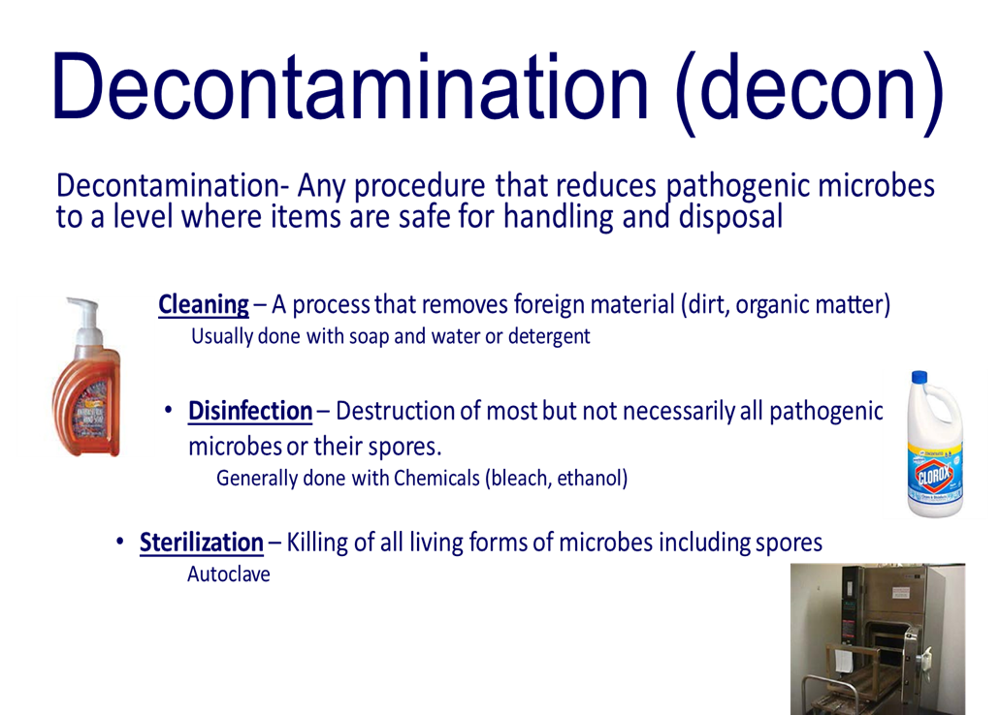 Decontamination (decon)
Decontamination- Any procedure that reduces pathogenic microbes
to a level where items are safe for handling and disposal
Cleaning – A process that removes foreign material (dirt, organic matter)
Usually done with soap and water or detergent
• Disinfection – Destruction of most but not necessarily all pathogenic
microbes or their spores.
Generally done with Chemicals (bleach, ethanol)
CLOROX
• Sterilization – Killing of all living forms of microbes including spores
Autoclave